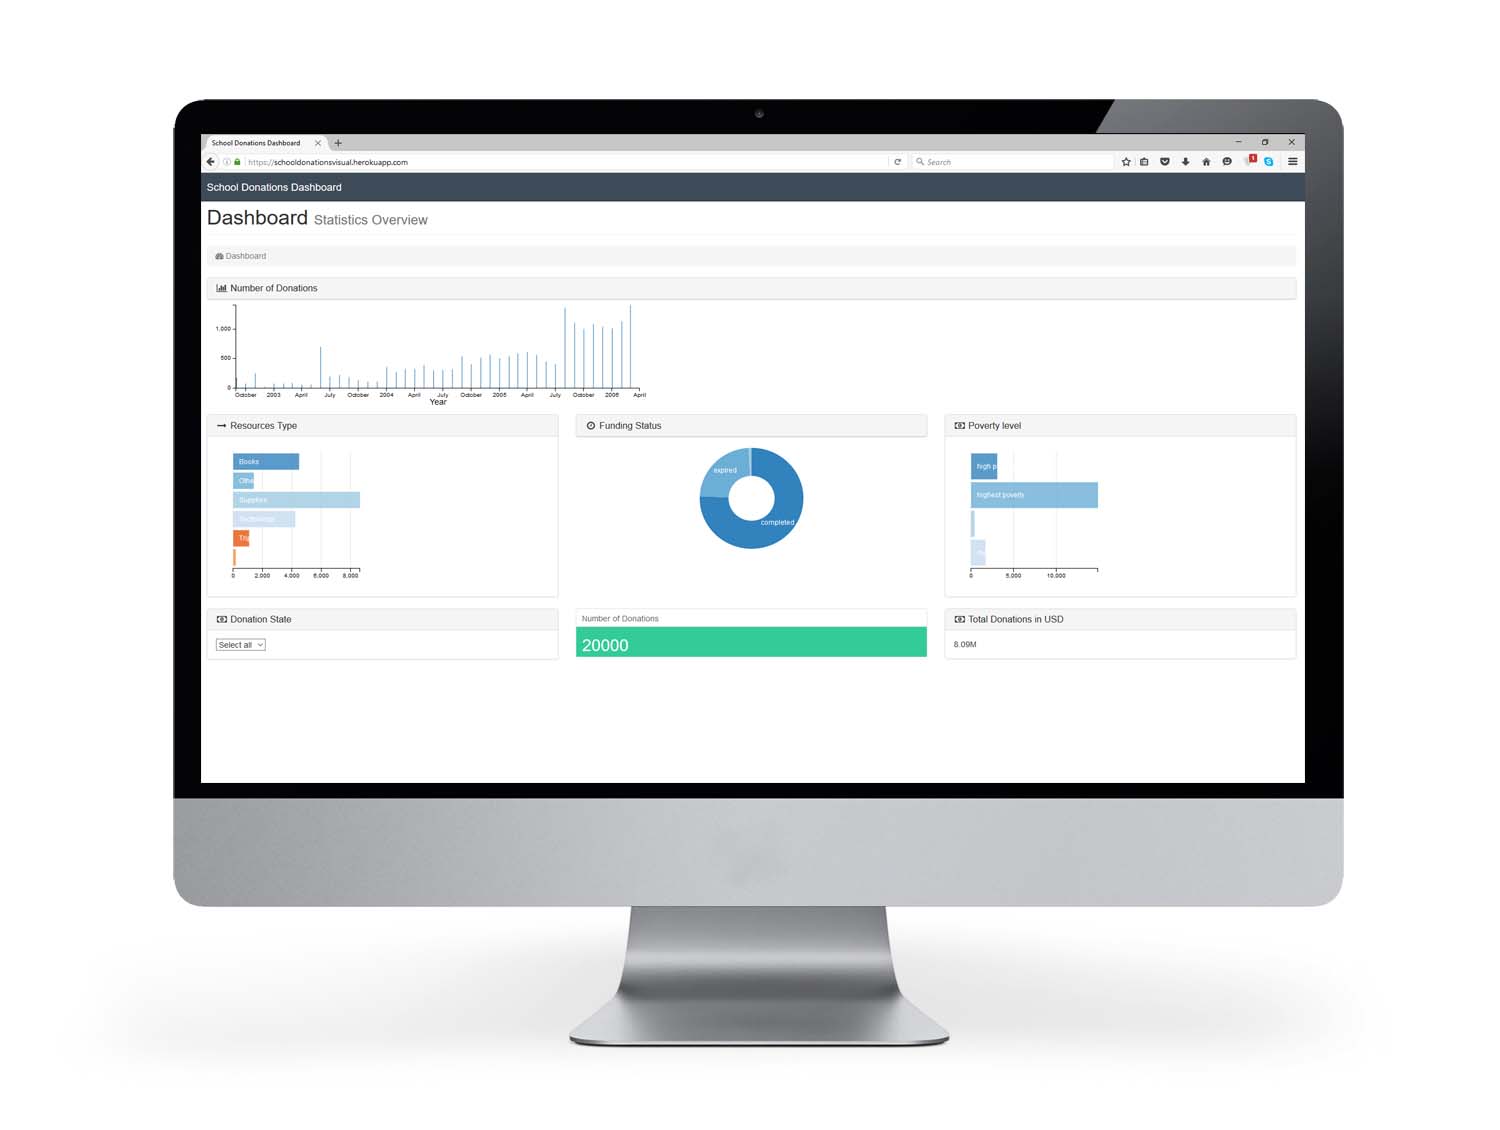 School Donations Dashboard
https://schooldonationsvisual.herokuapp.com
Search
1
School Donations Dashboard
Dashboard Statistics Overview
Dashboard
Number of Donations
1,000
500
0
October 2003 April July October 2004 April July October 2005 April July October 2006 April
Year
Resources Type
Books
Othe
Supplies
Technology
Trip
0 2,000 4,000 6,000 8,000
Funding Status
expired
completed
Poverty level
high p
highest poverty
0 5,000 10,000
Donation State
Select all
Number of Donations
20000
Total Donations in USD
8.09M